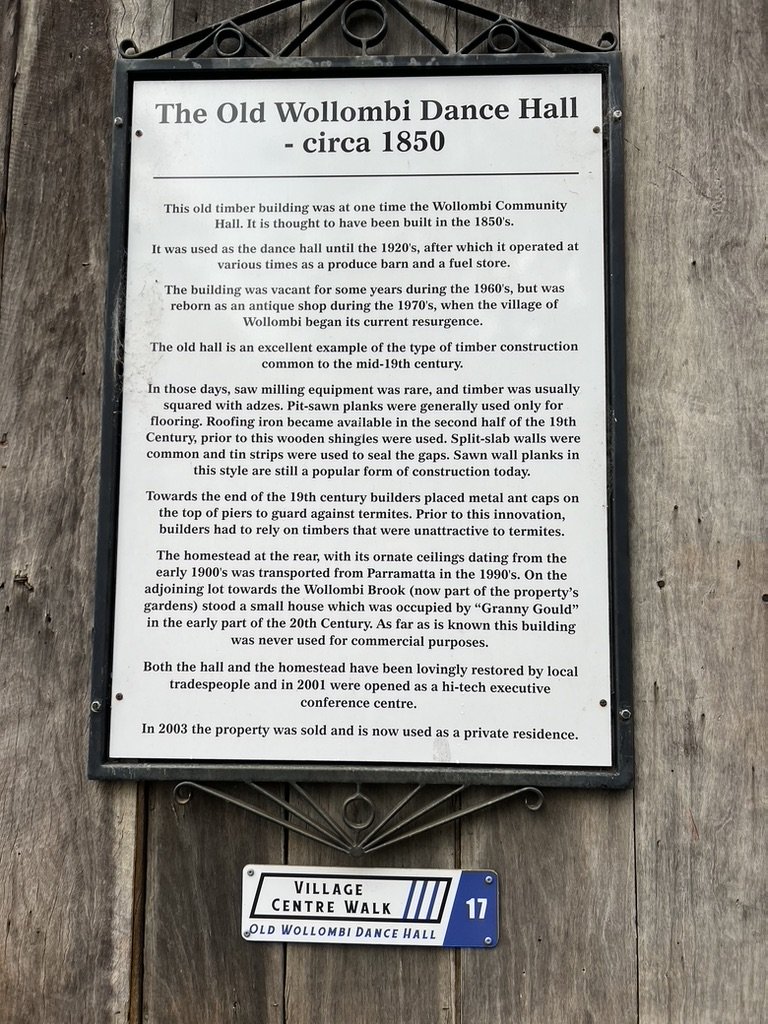 The Old Wollombi Dance Hall
- circa 1850
This old timber building was at one time the Wollombi Community
Hall. It is thought to have been built in the 1850's.
It was used as the dance hall until the 1920's, after which it operated at
various times as a produce barn and a fuel store.
The building was vacant for some years during the 1960's, but was
reborn as an antique shop during the 1970's, when the village of
Wollombi began its current resurgence.
The old hall is an excellent example of the type of timber construction
common to the mid-19th century.
In those days, saw milling equipment was rare, and timber was usually
squared with adzes. Pit-sawn planks were generally used only for
flooring. Roofing iron became available in the second half of the 19th
Century, prior to this wooden shingles were used. Split-slab walls were
common and tin strips were used to seal the gaps. Sawn wall planks in
this style are still a popular form of construction today.
Towards the end of the 19th century builders placed metal ant caps on
the top of piers to guard against termites. Prior to this innovation,
builders had to rely on timbers that were unattractive to termites.
The homestead at the rear, with its ornate ceilings dating from the
early 1900's was transported from Parramatta in the 1990's. On the
adjoining lot towards the Wollombi Brook (now part of the property's
gardens) stood a small house which was occupied by "Granny Gould"
in the early part of the 20th Century. As far as is known this building
was never used for commercial purposes.
Both the hall and the homestead have been lovingly restored by local
tradespeople and in 2001 were opened as a hi-tech executive
conference centre.
In 2003 the property was sold and is now used as a private residence.
VILLAGE
CENTRE WALK
17
OLD WOLLOMBI DANCE HALL